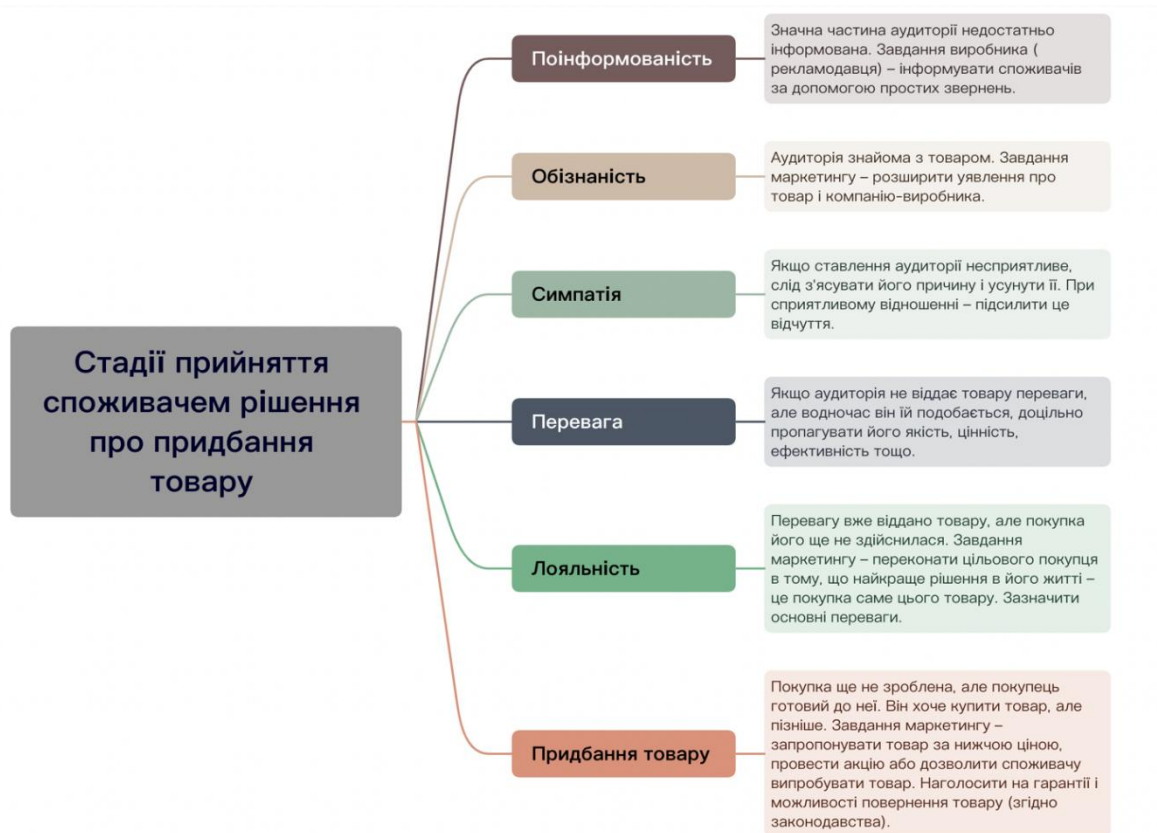 Стадії прийняття
споживачем рішення
про придбання
товару
Поінформованість
Значна частина аудиторії недостатньо
інформована. Завдання виробника (
рекламодавця) – інформувати споживачів
за допомогою простих звернень.
Обізнаність
Аудиторія знайома з товаром. Завдання
маркетингу – розширити уявлення про
товар і компанію-виробника.
Симпатія
Якщо ставлення аудиторії несприятливе,
слід з'ясувати його причину і усунути її. При
сприятливому відношенні – підсилити це
відчуття.
Перевага
Якщо аудиторія не віддає товару переваги,
але водночас він їй подобається, доцільно
пропагувати його якість, цінність,
ефективність тощо.
Лояльність
Перевагу вже віддано товару, але покупка
його ще не здійснилася. Завдання
маркетингу – переконати цільового покупця
в тому, що найкраще рішення в його житті –
це покупка саме цього товару. Зазначити
основні переваги.
Придбання товару
Покупка ще не зроблена, але покупець
готовий до неї. Він хоче купити товар, але
пізніше. Завдання маркетингу –
запропонувати товар за нижчою ціною,
провести акцію або дозволити споживачу
випробувати товар. Наголосити на гарантії і
можливості повернення товару (згідно
законодавства).